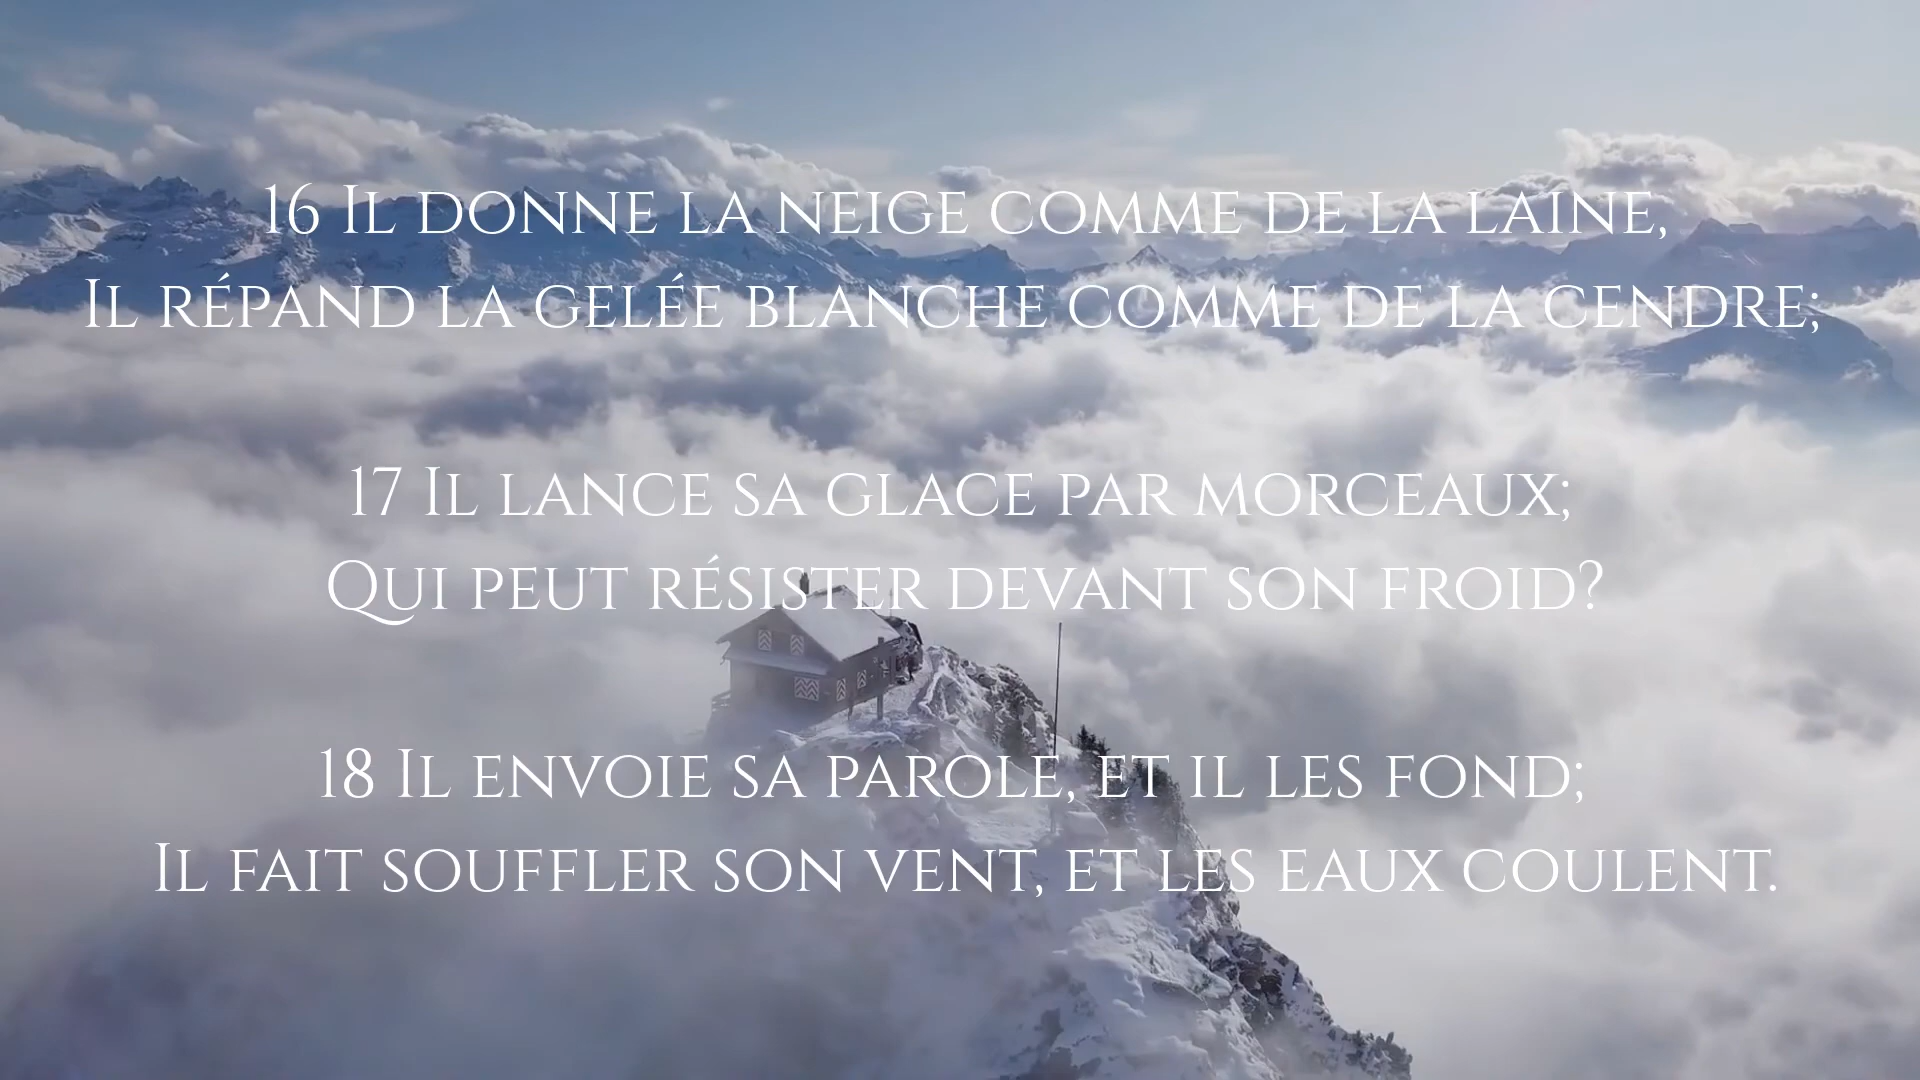 16 Il donne la neige comme de la laine,
Il répand la gelée blanche comme de la cendre;
17 Il lance sa glace par morceaux;
Qui peut résister devant son froid?
18 Il envoie sa parole, et il les fond;
Il fait souffler son vent, et les eaux coulent.